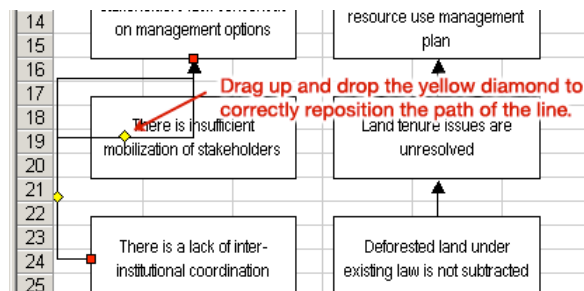 14
15
16
17
18
19
20
21
22
23
24
25
on management options
resource use management
plan
Drag up and drop the yellow diamond to
correctly reposition the path of the line.
There is insufficient
mobilization of stakeholders
Land tenure issues are
unresolved
There is a lack of inter-
institutional coordination
Deforested land under
existing law is not subtracted